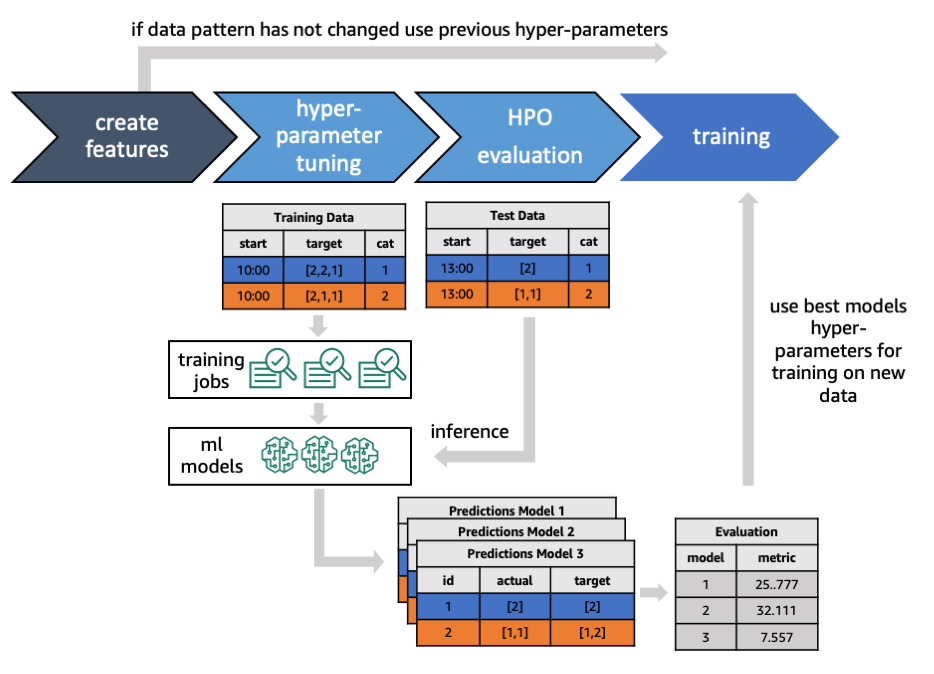 if data pattern has not changed use previous hyper-parameters
create
features
hyper-
parameter
tuning
HPO
evaluation
training
Training Data
start target cat
10:00 [2,2,1] 1
10:00 [2,1,1] 2
Test Data
start target cat
13:00 [2] 1
13:00 [1,1] 2
training
jobs
ml
models
inference
use best models
hyper-
parameters for
training on new
data
Predictions Model 1
Predictions Model 2
Predictions Model 3
id actual target
1 [2] [2]
2 [1,1] [1,2]
Evaluation
model metric
1 25..777
2 32.111
3 7.557